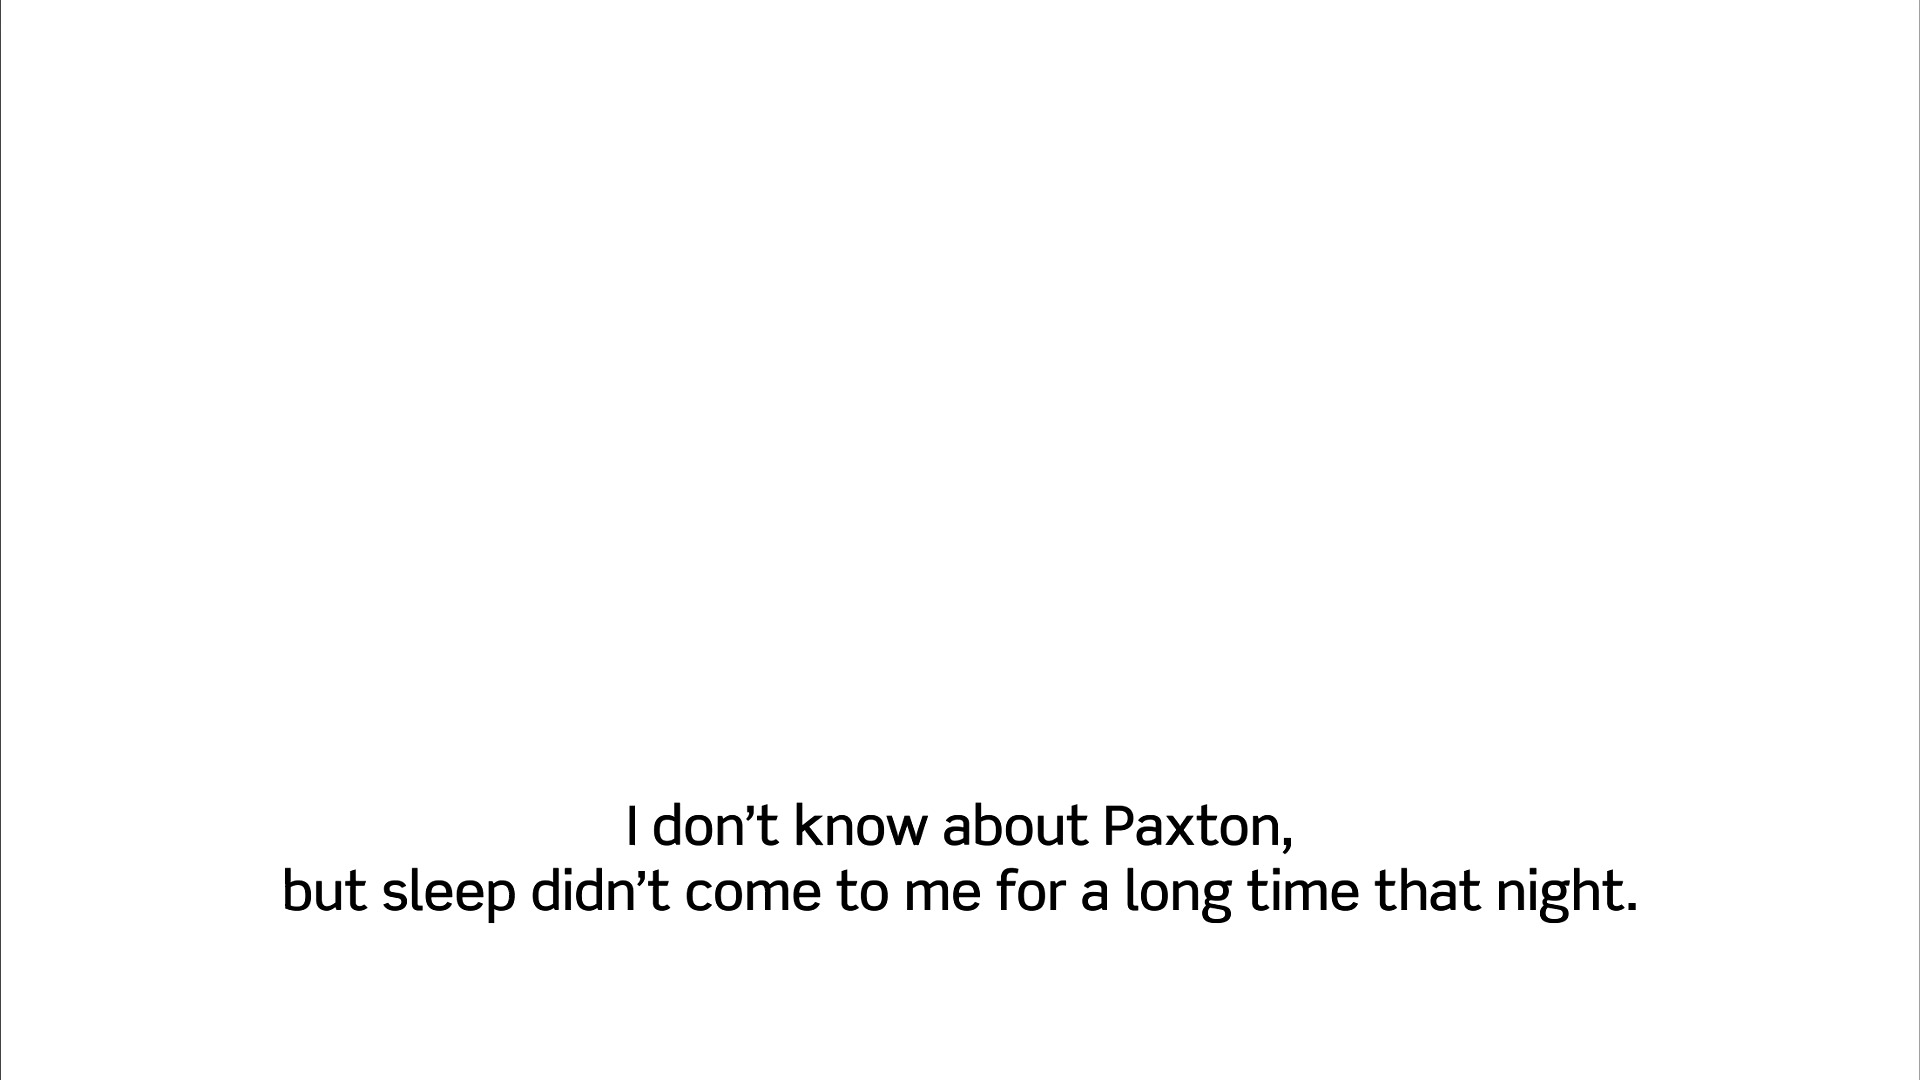 I don’t know about Paxton,
but sleep didn’t come to me for a long time that night.